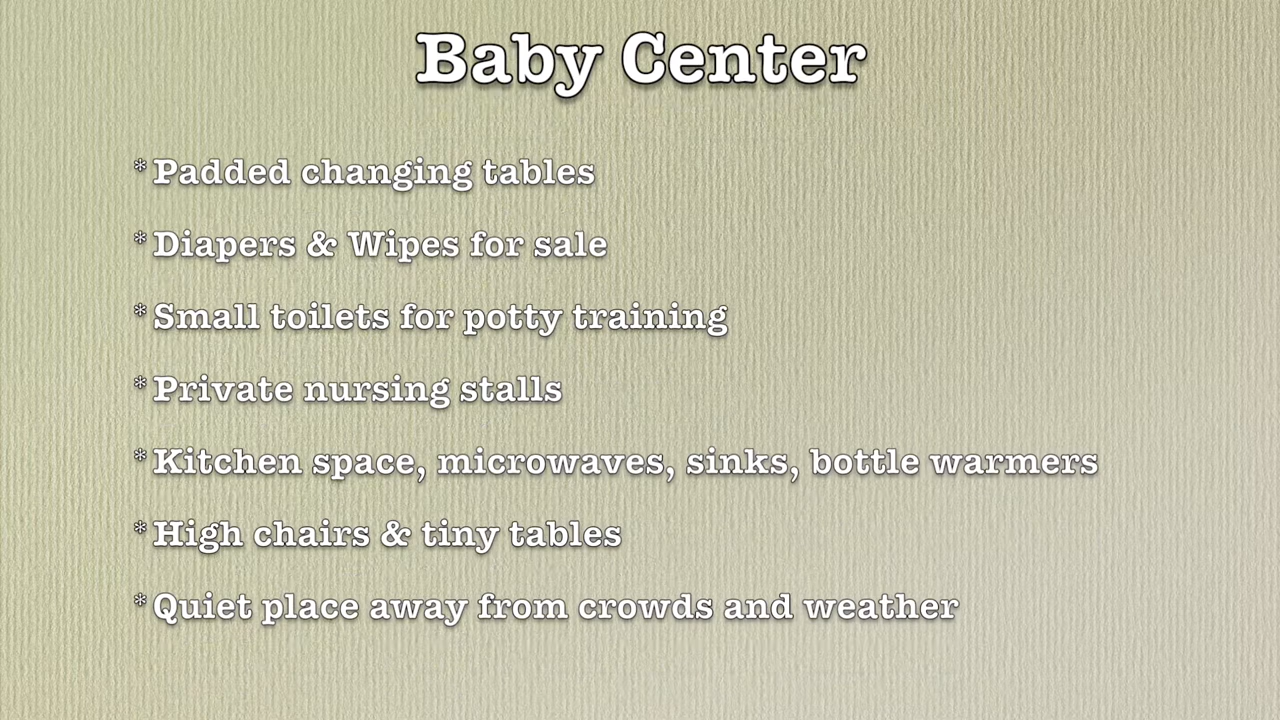 Baby Center
* Padded changing tables
* Diapers & Wipes for sale
* Small toilets for potty training
* Private nursing stalls
* Kitchen space, microwaves, sinks, bottle warmers
* High chairs & tiny tables
* Quiet place away from crowds and weather